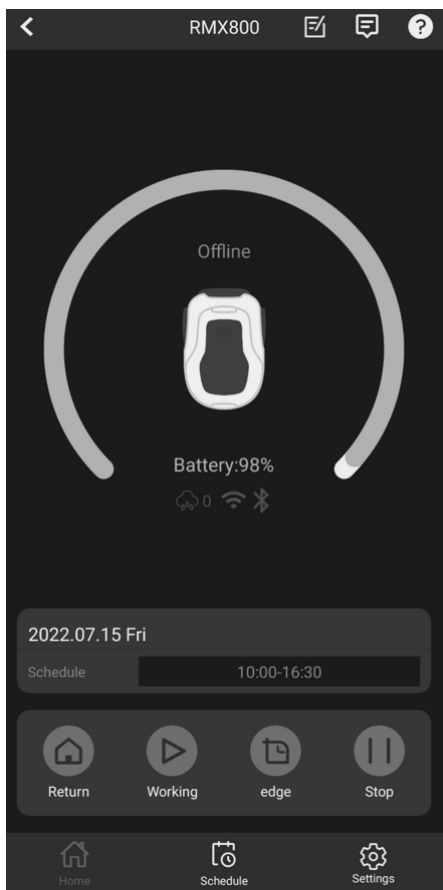 RMX800
?
Offline
Battery:98%
0
2022.07.15 Fri
Schedule 10:00-16:30
Return Working edge Stop
Home Schedule Settings